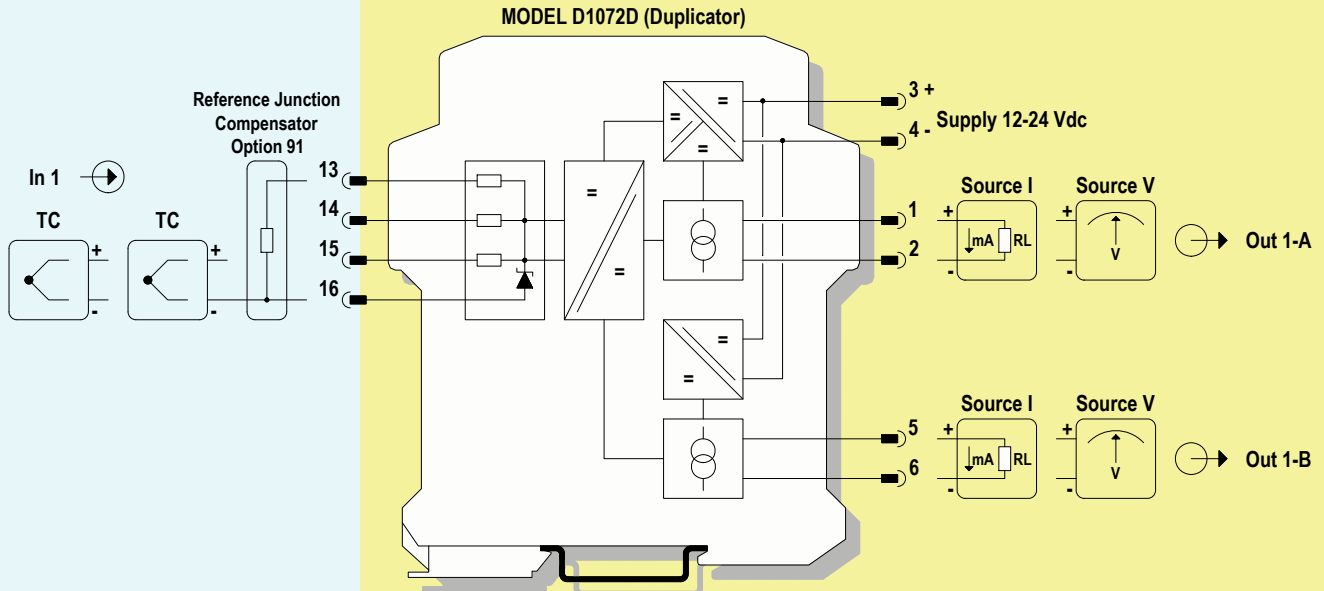 MODEL D1072D (Duplicator)
Reference Junction
Compensator
Option 91
In 1
TC
TC
+
-
+
-
13
14
15
16
=
=
=
=
=
=
=
3 +
4 -
Supply 12-24 Vdc
1
2
Source I
+
-
mA
RL
Source V
+
-
V
Out 1-A
5
6
Source I
+
-
mA
RL
Source V
+
-
V
Out 1-B